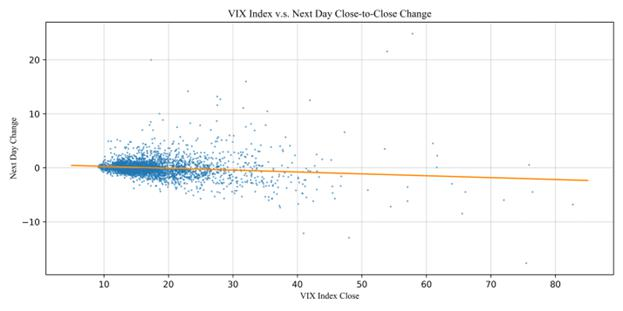 VIX Index v.s. Next Day Close-to-Close Change
20
10
0
−10
Next Day Change
10 20 30 40 50 60 70 80
VIX Index Close